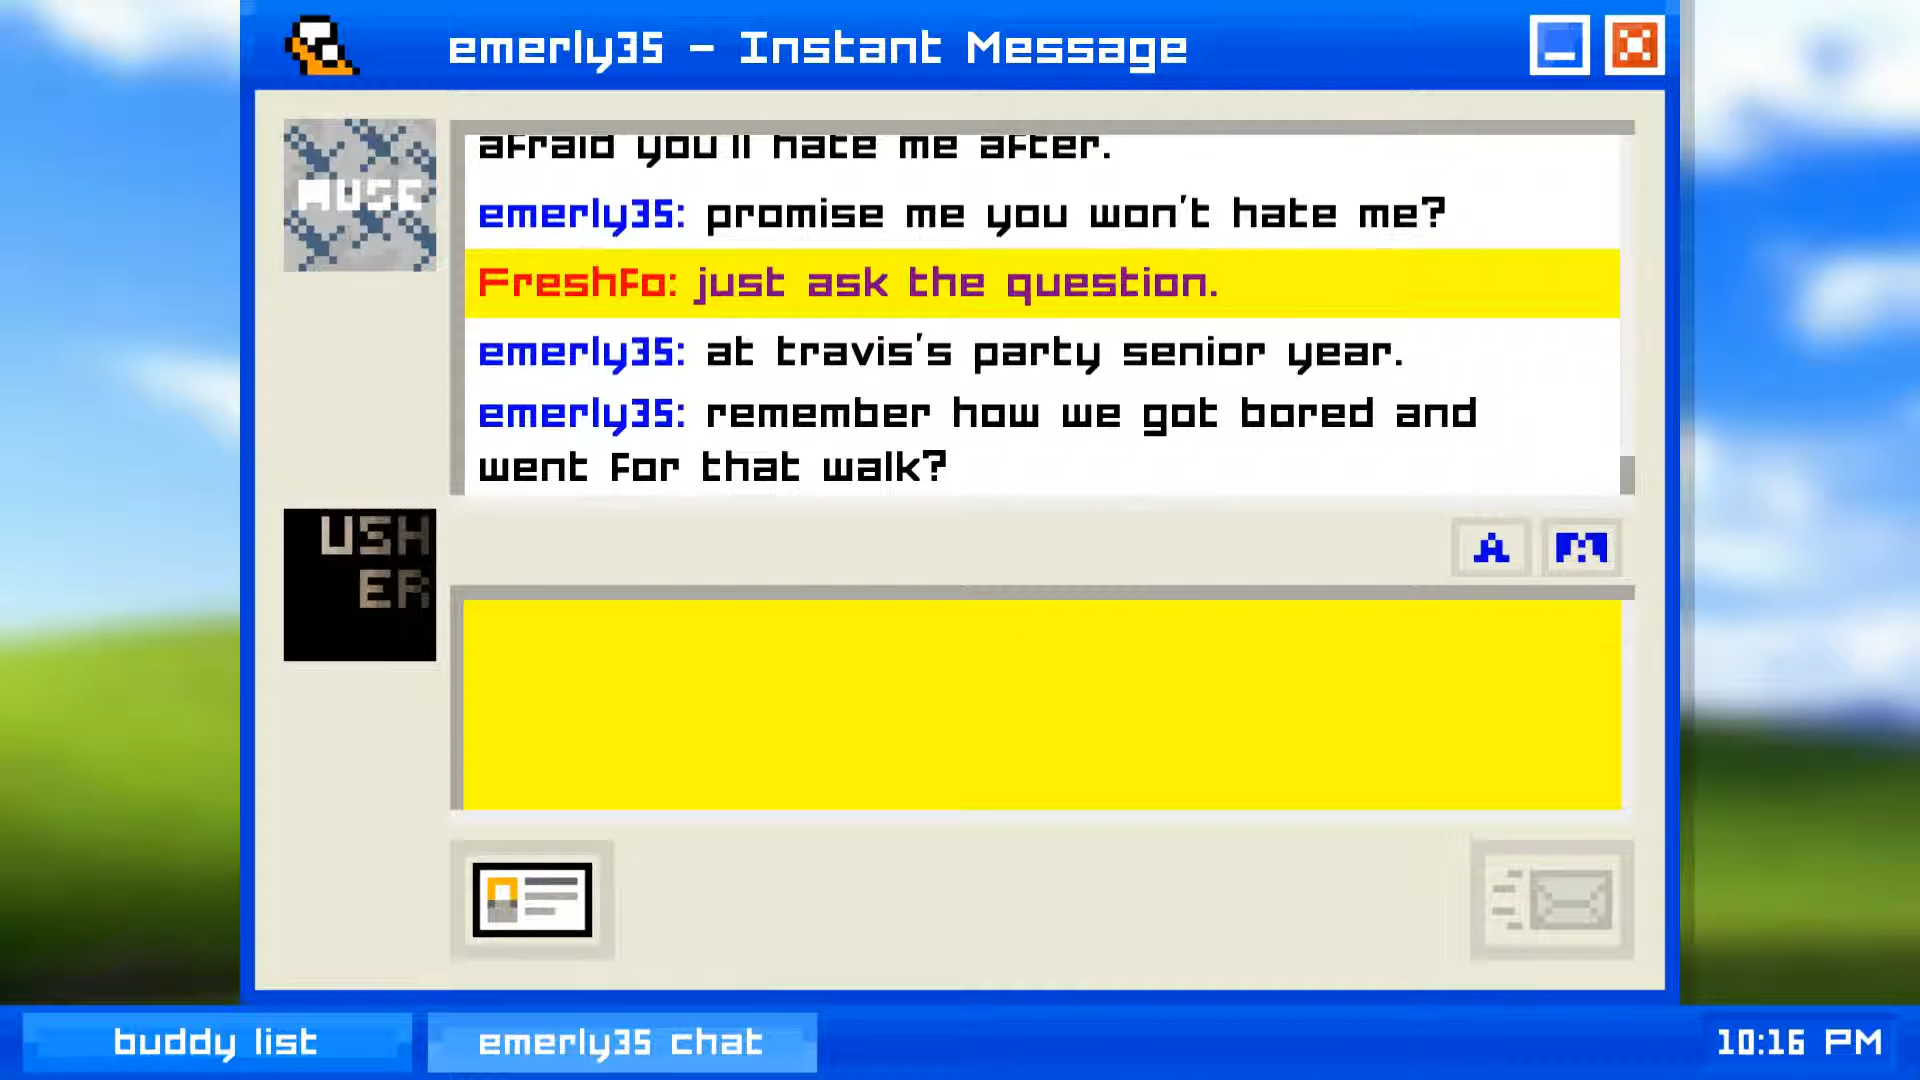 emerly35 - Instant Message
afraid you'll hate me after.
emerly35: promise me you won't hate me?
FreshFo: just ask the question.
emerly35: at travis's party senior year.
emerly35: remember how we got bored and
went for that walk?
MUSE
USH
ER
A
buddy list
emerly35 chat
10:16 PM